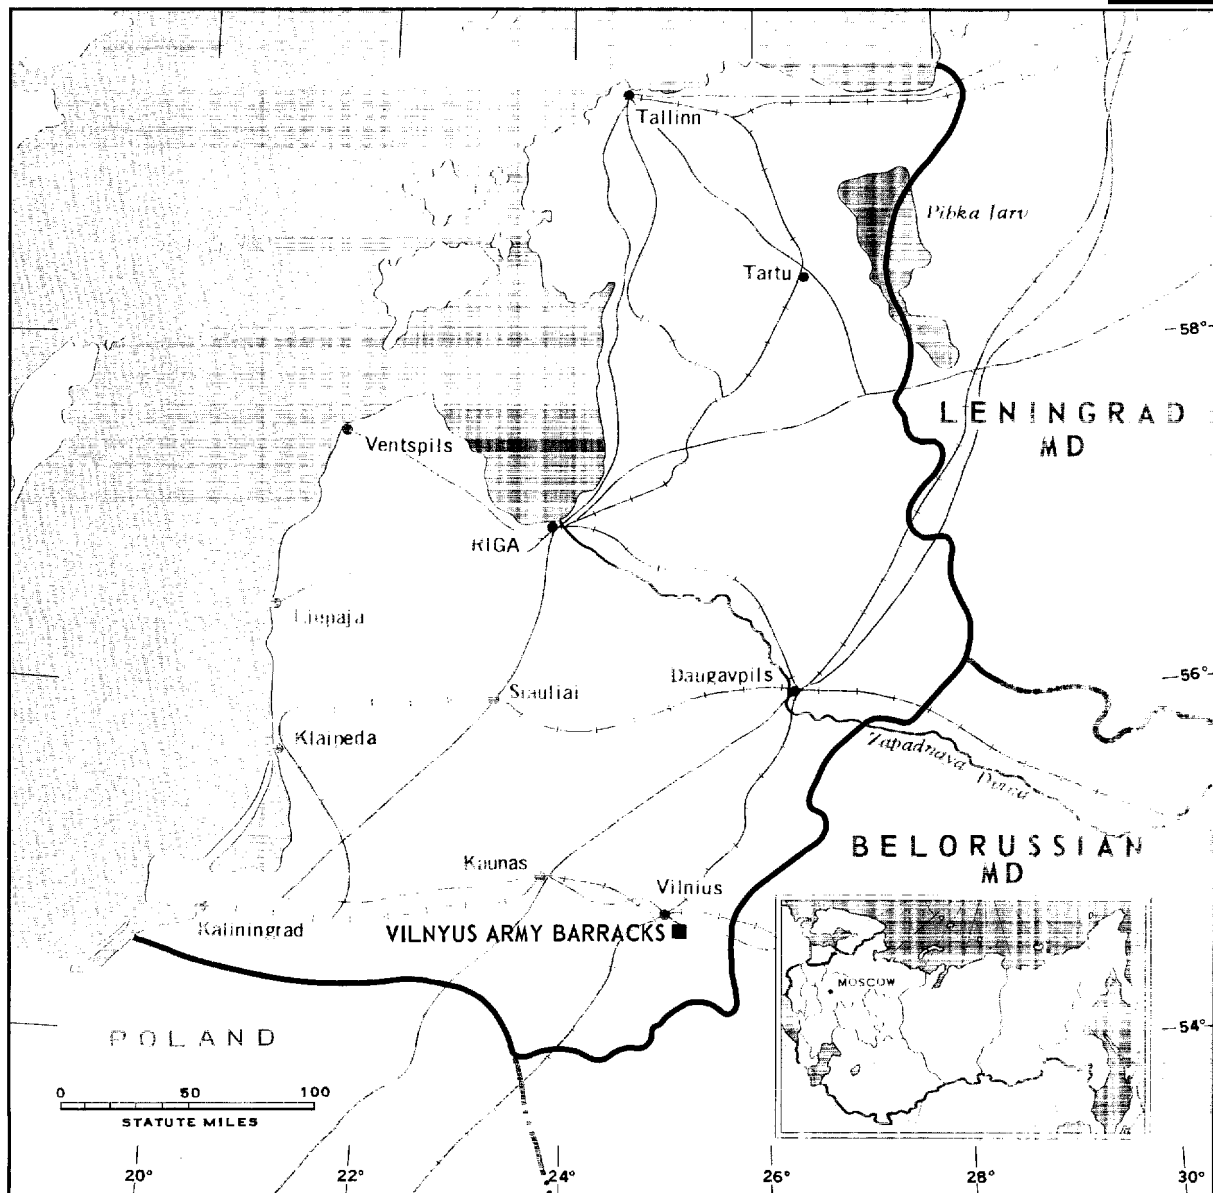 Tallinn
Pihka Jarv
Tartu
58°
LENINGRAD
MD
Ventspils
RIGA
Liepaja
Daugavpils
56°
Siauliai
Klaipeda
Zapadnaya Dvina
BELORUSSIAN
MD
Kaunas
Vilnius
Kaliningrad
VILNYUS ARMY BARRACKS
MOSCOW
POLAND
54°
0 50 100
STATUTE MILES
20° 22° 24° 26° 28° 30°